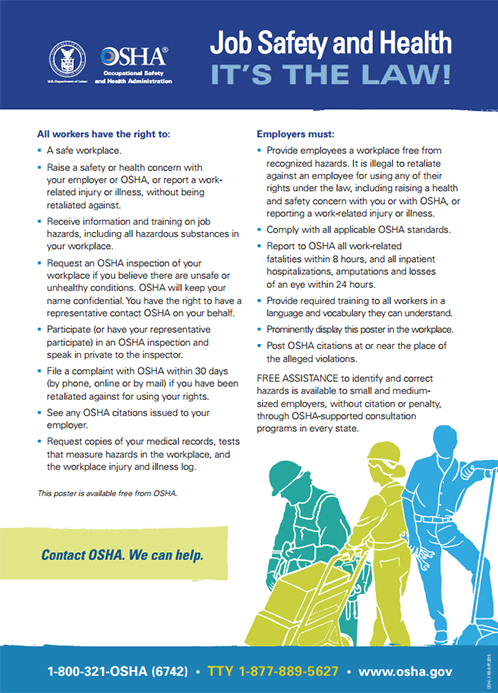 OSHA®
U.S. Department of Labor
Occupational Safety
and Health Administration
Job Safety and Health
IT'S THE LAW!
All workers have the right to:
▪ A safe workplace.
▪ Raise a safety or health concern with
your employer or OSHA, or report a work-
related injury or illness, without being
retaliated against.
▪ Receive information and training on job
hazards, including all hazardous substances in
your workplace.
▪ Request an OSHA inspection of your
workplace if you believe there are unsafe or
unhealthy conditions. OSHA will keep your
name confidential. You have the right to have a
representative contact OSHA on your behalf.
▪ Participate (or have your representative
participate) in an OSHA inspection and
speak in private to the inspector.
▪ File a complaint with OSHA within 30 days
(by phone, online or by mail) if you have been
retaliated against for using your rights.
▪ See any OSHA citations issued to your
employer.
▪ Request copies of your medical records, tests
that measure hazards in the workplace, and
the workplace injury and illness log.
This poster is available free from OSHA.
Contact OSHA. We can help.
Employers must:
▪ Provide employees a workplace free from
recognized hazards. It is illegal to retaliate
against an employee for using any of their
rights under the law, including raising a health
and safety concern with you or with OSHA, or
reporting a work-related injury or illness.
▪ Comply with all applicable OSHA standards.
▪ Report to OSHA all work-related
fatalities within 8 hours, and all inpatient
hospitalizations, amputations and losses
of an eye within 24 hours.
▪ Provide required training to all workers in a
language and vocabulary they can understand.
▪ Prominently display this poster in the workplace.
▪ Post OSHA citations at or near the place of
the alleged violations.
FREE ASSISTANCE to identify and correct
hazards is available to small and medium-
sized employers, without citation or penalty,
through OSHA-supported consultation
programs in every state.
1-800-321-OSHA (6742) • TTY 1-877-889-5627 • www.osha.gov